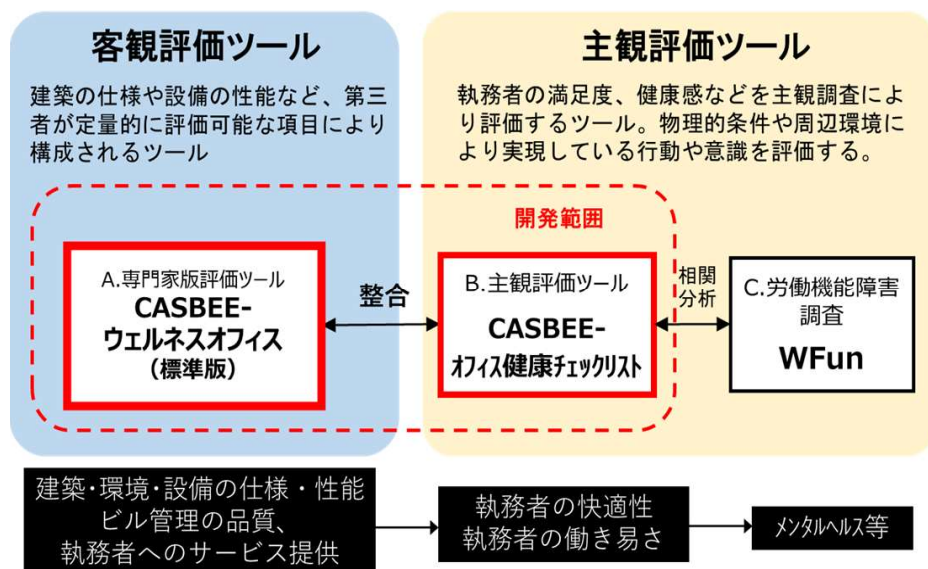 客観評価ツール
建築の仕様や設備の性能など、第三
者が定量的に評価可能な項目により
構成されるツール
主観評価ツール
執務者の満足度、健康感などを主観調査によ
り評価するツール。物理的条件や周辺環境に
より実現している行動や意識を評価する。
開発範囲
A.専門家版評価ツール
CASBEE-
ウェルネスオフィス
(標準版)
整合
B.主観評価ツール
CASBEE-
オフィス健康チェックリスト
相関
分析
C.労働機能障害
調査
WFun
建築・環境・設備の仕様・性能
ビル管理の品質、
執務者へのサービス提供
執務者の快適性
執務者の働き易さ
メンタルヘルス等